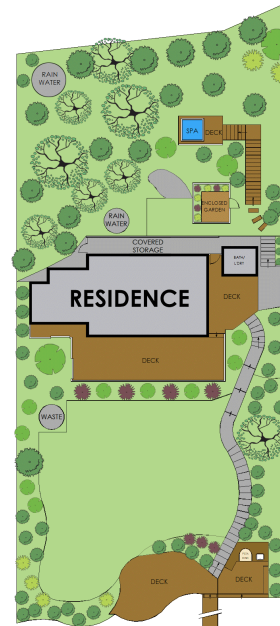 RAIN
WATER
SPA
DECK
ENCLOSED
GARDEN
RAIN
WATER
COVERED
STORAGE
BATH/
LDRY
RESIDENCE
DECK
DECK
WASTE
DECK
DECK